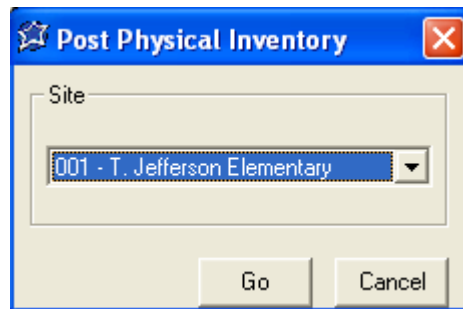 Post Physical Inventory
Site
001 - T. Jefferson Elementary
Go
Cancel